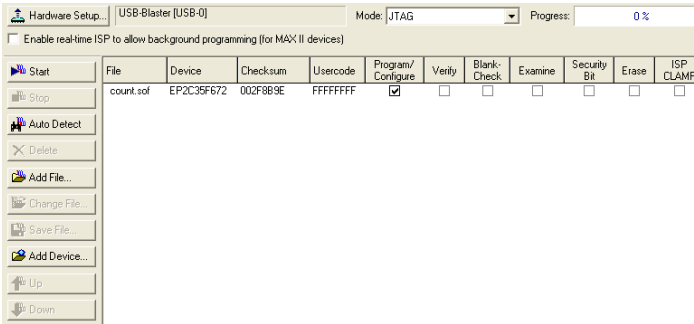 Hardware Setup... USB-Blaster [USB-0] Mode: JTAG Progress: 0 %
Enable real-time ISP to allow background programming (for MAX II devices)
Start
Stop
Auto Detect
Delete
Add File...
Change File...
Save File...
Add Device...
Up
Down
File Device Checksum Usercode Program/ Configure Verify Blank- Check Examine Security Bit Erase ISP CLAMP
count.sof EP2C35F672 002F8B9E FFFFFFFF